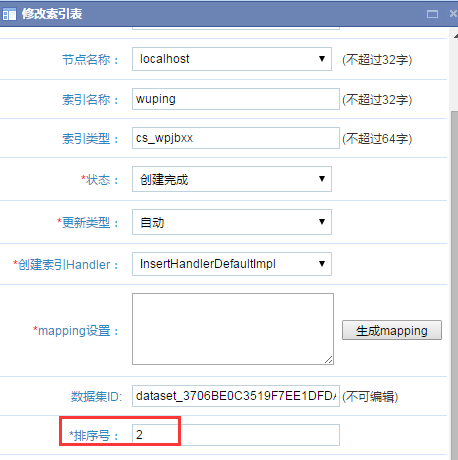 修改索引表
节点名称： localhost (不超过32字)
索引名称： wuping (不超过32字)
索引类型： cs_wpjbxx (不超过64字)
*状态： 创建完成
*更新类型： 自动
*创建索引Handler： InsertHandlerDefaultImpl
*mapping设置： 生成mapping
数据集ID: dataset_3706BE0C3519F7EE1DFDA (不可编辑)
*排序号： 2